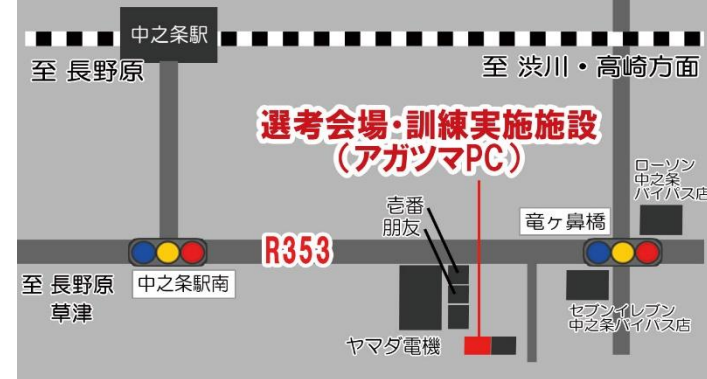 中之条駅
至 長野原
至 渋川・高崎方面
選考会場・訓練実施施設
(アガツマPC)
ローソン
中之条
バイパス店
壱番
朋友
竜ヶ鼻橋
R353
至 長野原
草津
中之条駅南
セブンイレブン
中之条バイパス店
ヤマダ電機